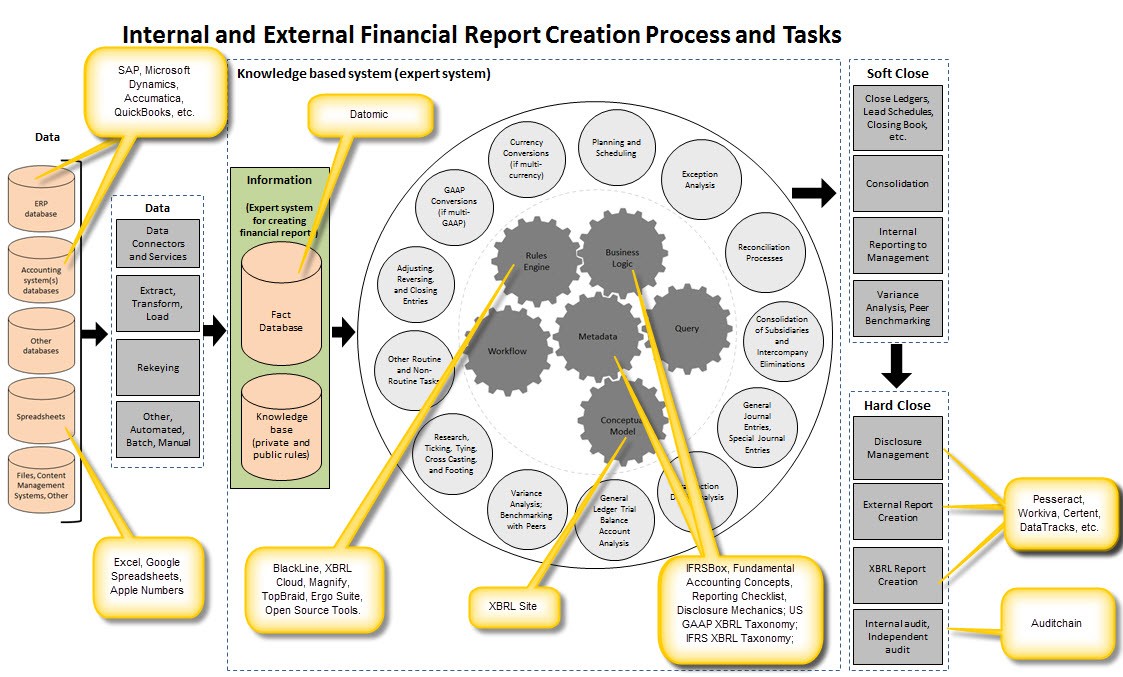 Internal and External Financial Report Creation Process and Tasks
SAP, Microsoft
Dynamics,
Accumatica,
QuickBooks, etc.
Data
ERP
database
Accounting
system(s)
databases
Other
databases
Spreadsheets
Files, Content
Management
Systems, Other
Excel, Google
Spreadsheets,
Apple Numbers
Data
Data
Connectors
and Services
Extract,
Transform,
Load
Rekeying
Other,
Automated,
Batch, Manual
Knowledge based system (expert system)
Datomic
Information
(Expert system
for creating
financial report)
Fact
Database
Knowledge
base
(private and
public rules)
Currency
Conversions
(if multi-
currency)
Planning and
Scheduling
Exception
Analysis
GAAP
Conversions
(if multi-
GAAP)
Reconciliation
Processes
Adjusting,
Reversing,
and Closing
Entries
Consolidation
of Subsidiaries
and
Intercompany
Eliminations
Other Routine
and Non-
Routine Tasks
General
Journal
Entries,
Special Journal
Entries
Research,
Ticking, Tying,
Cross Casting,
and Footing
Variance
Analysis;
Benchmarking
with Peers
General
Ledger Trial
Balance
Account
Analysis
Rules
Engine
Business
Logic
Workflow
Metadata
Query
Conceptual
Model
BlackLine, XBRL
Cloud, Magnify,
TopBraid, Ergo Suite,
Open Source Tools.
XBRL Site
IFRSBox, Fundamental
Accounting Concepts,
Reporting Checklist,
Disclosure Mechanics; US
GAAP XBRL Taxonomy;
IFRS XBRL Taxonomy;
Soft Close
Close Ledgers,
Lead Schedules,
Closing Book,
etc.
Consolidation
Internal
Reporting to
Management
Variance
Analysis, Peer
Benchmarking
Hard Close
Disclosure
Management
External Report
Creation
XBRL Report
Creation
Internal audit,
Independent
audit
Pesseract,
Workiva, Certent,
DataTracks, etc.
Auditchain